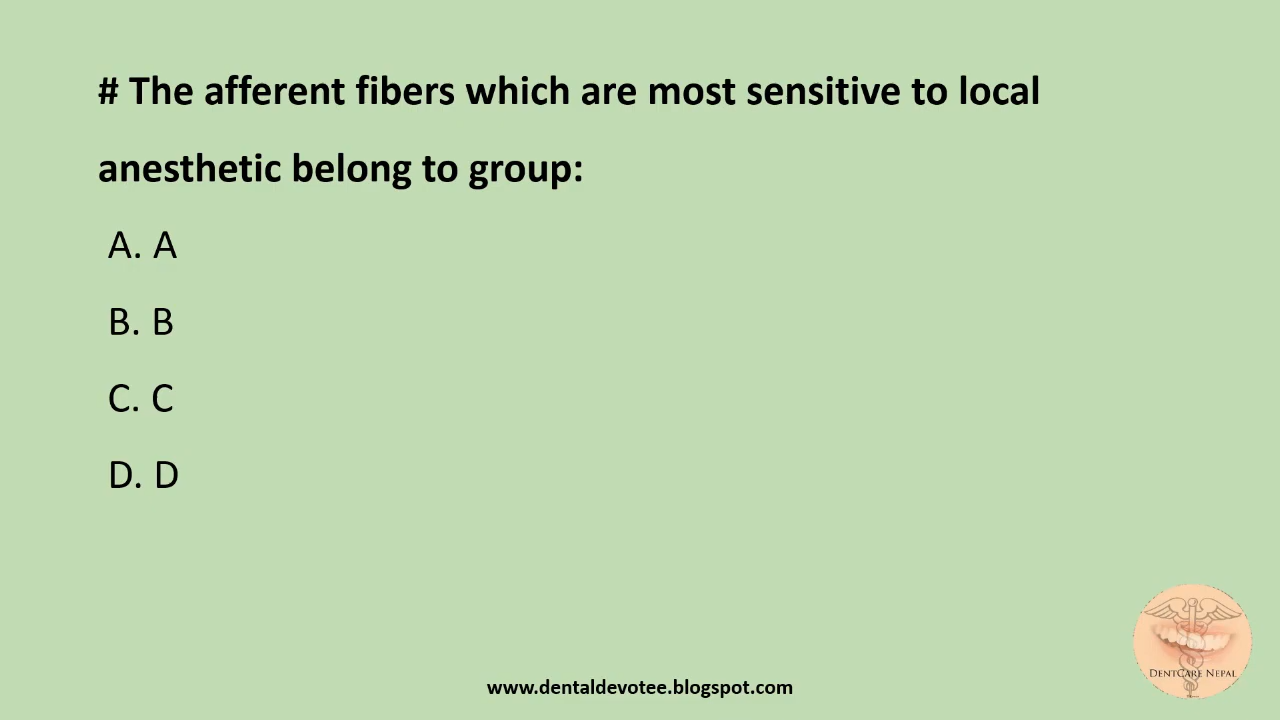 # The afferent fibers which are most sensitive to local
anesthetic belong to group:
A. A
B. B
C. C
D. D
DentCare Nepal
www.dentaldevotee.blogspot.com